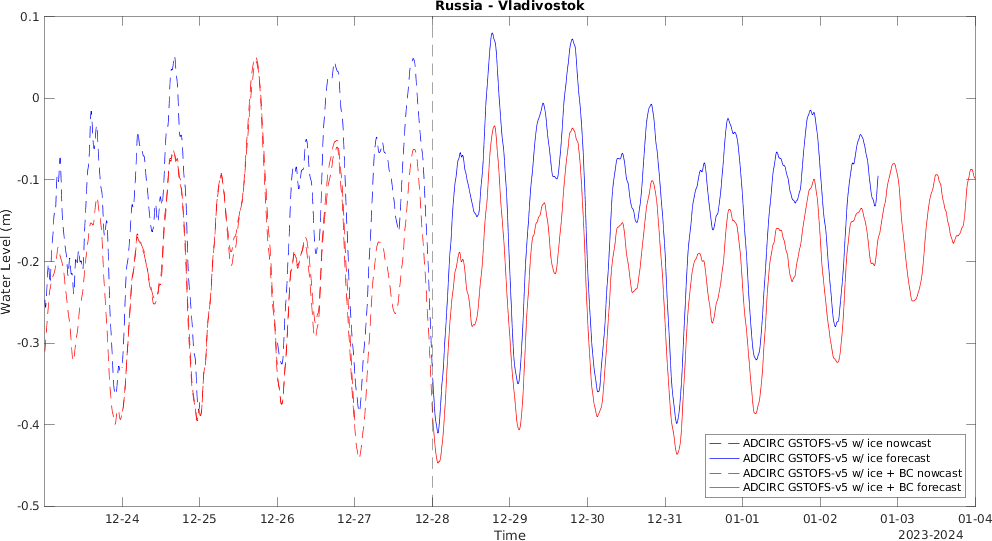 Russia - Vladivostok
0.1
0
-0.1
-0.2
-0.3
-0.4
-0.5
Water Level (m)
ADCIRC GSTOFS-v5 w/ ice nowcast
ADCIRC GSTOFS-v5 w/ ice forecast
ADCIRC GSTOFS-v5 w/ ice + BC nowcast
ADCIRC GSTOFS-v5 w/ ice + BC forecast
12-24 12-25 12-26 12-27 12-28 12-29 12-30 12-31 01-01 01-02 01-03 01-04
Time
2023-2024